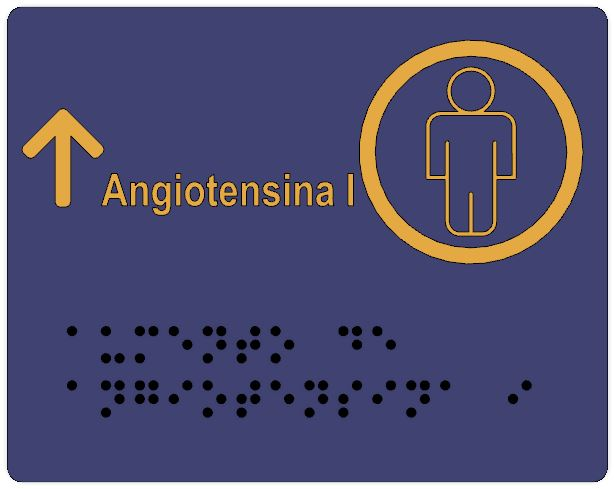 Angiotensina I
⠁⠥⠍⠑⠝⠞⠕ ⠙⠑
⠁⠝⠛⠊⠕⠞⠑⠝⠎⠊⠝⠁ ⠊